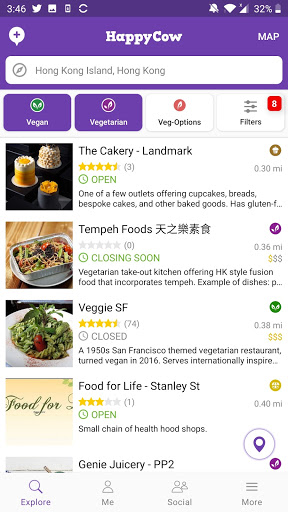 3:46
32%
HappyCow
MAP
Hong Kong Island, Hong Kong
Vegan
Vegetarian
Veg-Options
8
Filters
The Cakery - Landmark
(3)
0.30 mi
OPEN
One of a few outlets offering cupcakes, breads,
bespoke cakes, and other baked goods. Has gluten-f...
Tempeh Foods 天之樂素食
(0)
0.36 mi
CLOSING SOON
$$$
Vegetarian take-out kitchen offering HK style fusion
food that incorporates tempeh. Example of dishes: p...
Veggie SF
(74)
0.38 mi
CLOSED
$$$
A 1950s San Francisco themed vegetarian restaurant,
turned vegan in 2016. Serves internationally inspire...
Food for Life - Stanley St
(1)
0.40 mi
OPEN
Small chain of health food shops.
Food for
Genie Juicery - PP2
Explore
Me
Social
More